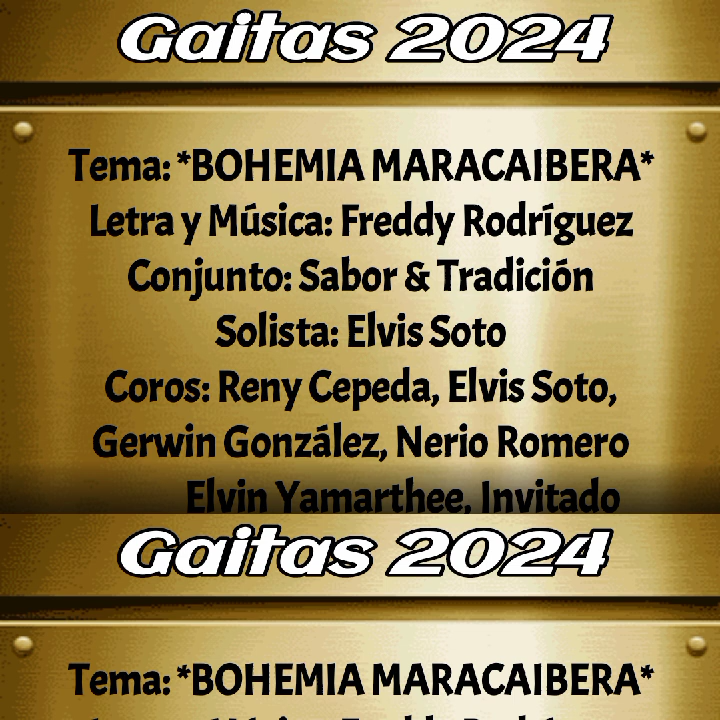 Gaitas 2024
Tema: *BOHEMIA MARACAIBERA*
Letra y Música: Freddy Rodríguez
Conjunto: Sabor & Tradición
Solista: Elvis Soto
Coros: Reny Cepeda, Elvis Soto,
Gerwin González, Nerio Romero
Elvin Yamarthee, Invitado
Gaitas 2024
Tema: *BOHEMIA MARACAIBERA*